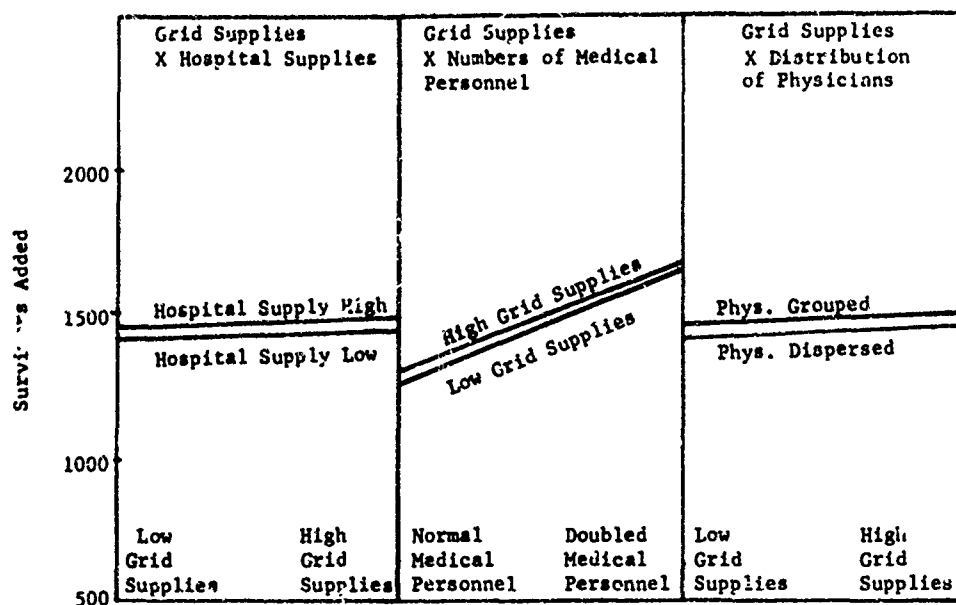 Grid Supplies
X Hospital Supplies
Grid Supplies
X Numbers of Medical
Personnel
Grid Supplies
X Distribution
of Physicians
2000
1500
1000
500
Added
Hospital Supply High
Hospital Supply Low
High Grid Supplies
Low Grid Supplies
Phys. Grouped
Phys. Dispersed
Low
Grid
Supplies
High
Grid
Supplies
Normal
Medical
Personnel
Doubled
Medical
Personnel
Low
Grid
Supplies
High
Grid
Supplies